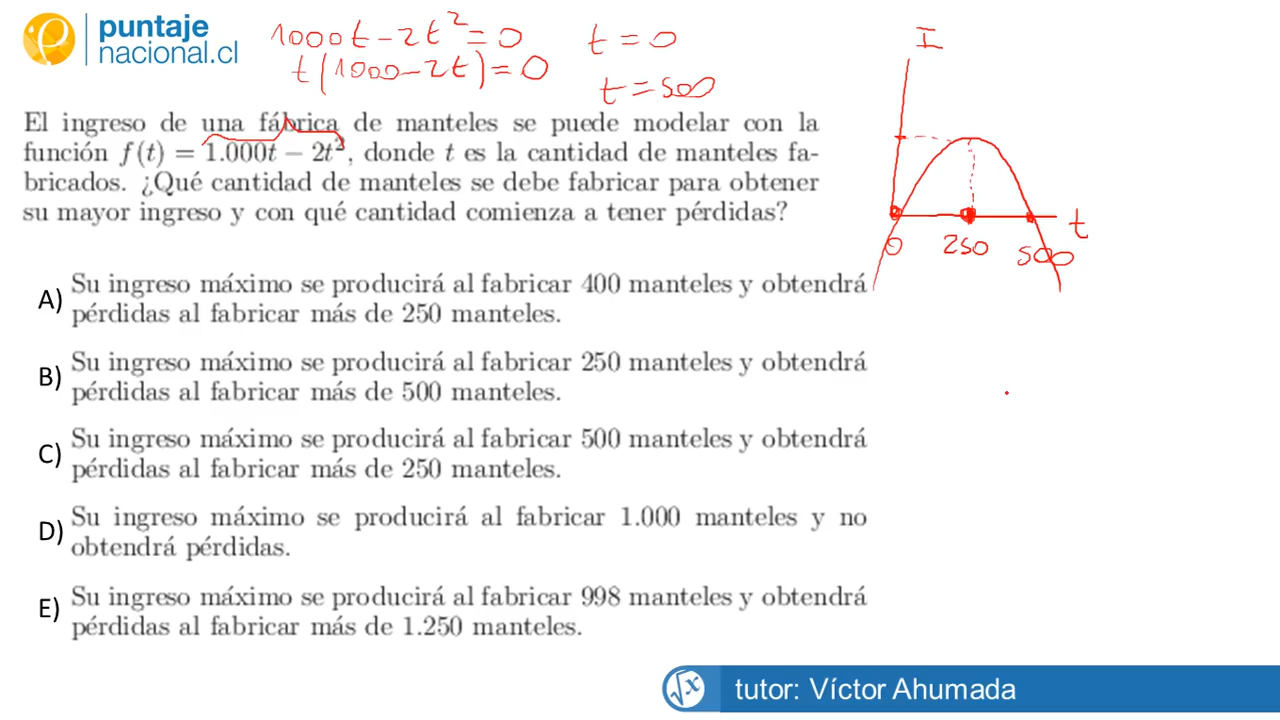 puntaje
nacional.cl
1000t - 2t² = 0
t(1000 - 2t) = 0
t = 0
t = 500
El ingreso de una fábrica de manteles se puede modelar con la
función f(t) = 1.000t − 2t², donde t es la cantidad de manteles fa-
bricados. ¿Qué cantidad de manteles se debe fabricar para obtener
su mayor ingreso y con qué cantidad comienza a tener pérdidas?
I
t
0
250
500
A) Su ingreso máximo se producirá al fabricar 400 manteles y obtendrá
pérdidas al fabricar más de 250 manteles.
B) Su ingreso máximo se producirá al fabricar 250 manteles y obtendrá
pérdidas al fabricar más de 500 manteles.
C) Su ingreso máximo se producirá al fabricar 500 manteles y obtendrá
pérdidas al fabricar más de 250 manteles.
D) Su ingreso máximo se producirá al fabricar 1.000 manteles y no
obtendrá pérdidas.
E) Su ingreso máximo se producirá al fabricar 998 manteles y obtendrá
pérdidas al fabricar más de 1.250 manteles.
√x
tutor: Víctor Ahumada